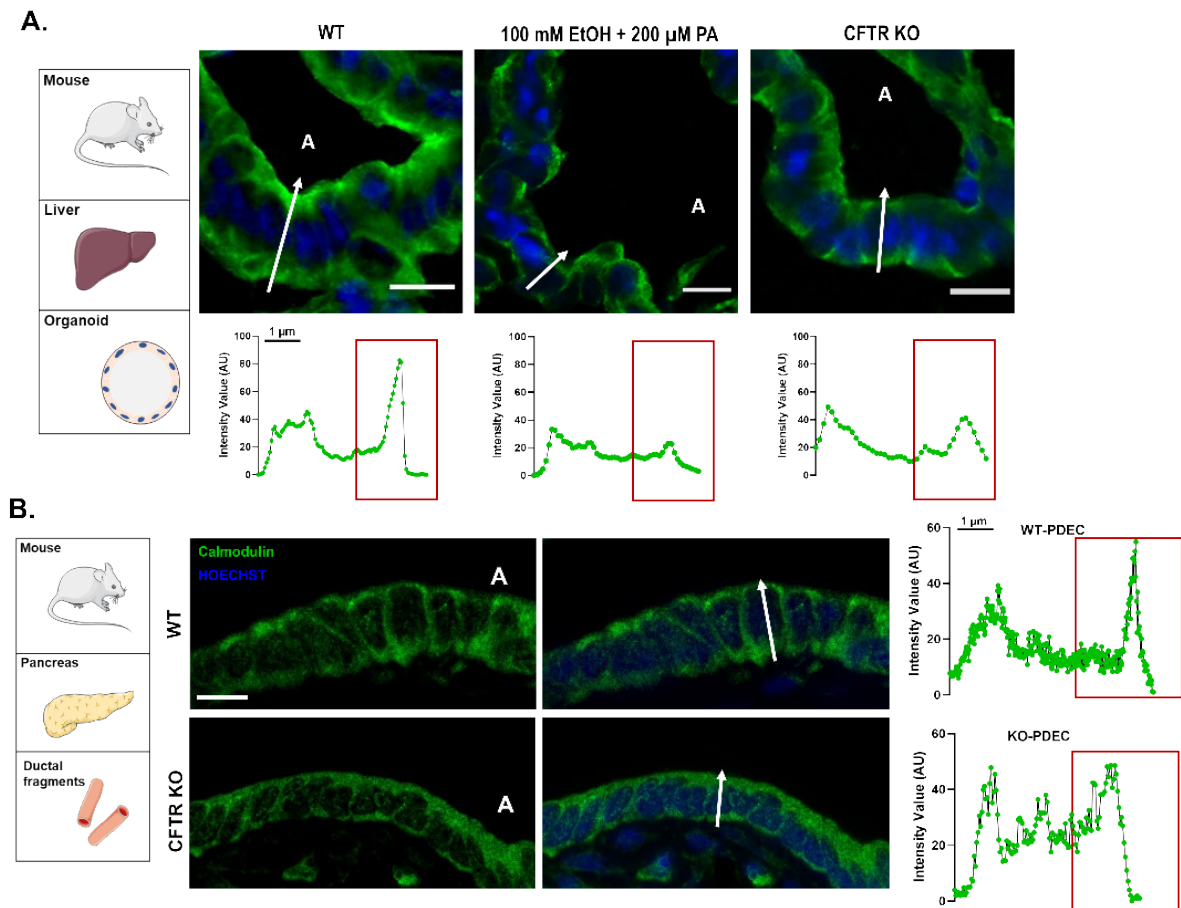 A.
WT
100 mM EtOH + 200 µM PA
CFTR KO
Mouse
Liver
Organoid
A
A
A
1 µm
Intensity Value (AU)
100
80
60
40
20
0
Intensity Value (AU)
100
80
60
40
20
0
Intensity Value (AU)
100
80
60
40
20
0
B.
Mouse
Pancreas
Ductal
fragments
WT
CFTR KO
Calmodulin
HOECHST
A
A
1 µm
WT-PDEC
Intensity Value (AU)
60
40
20
0
KO-PDEC
Intensity Value (AU)
60
40
20
0